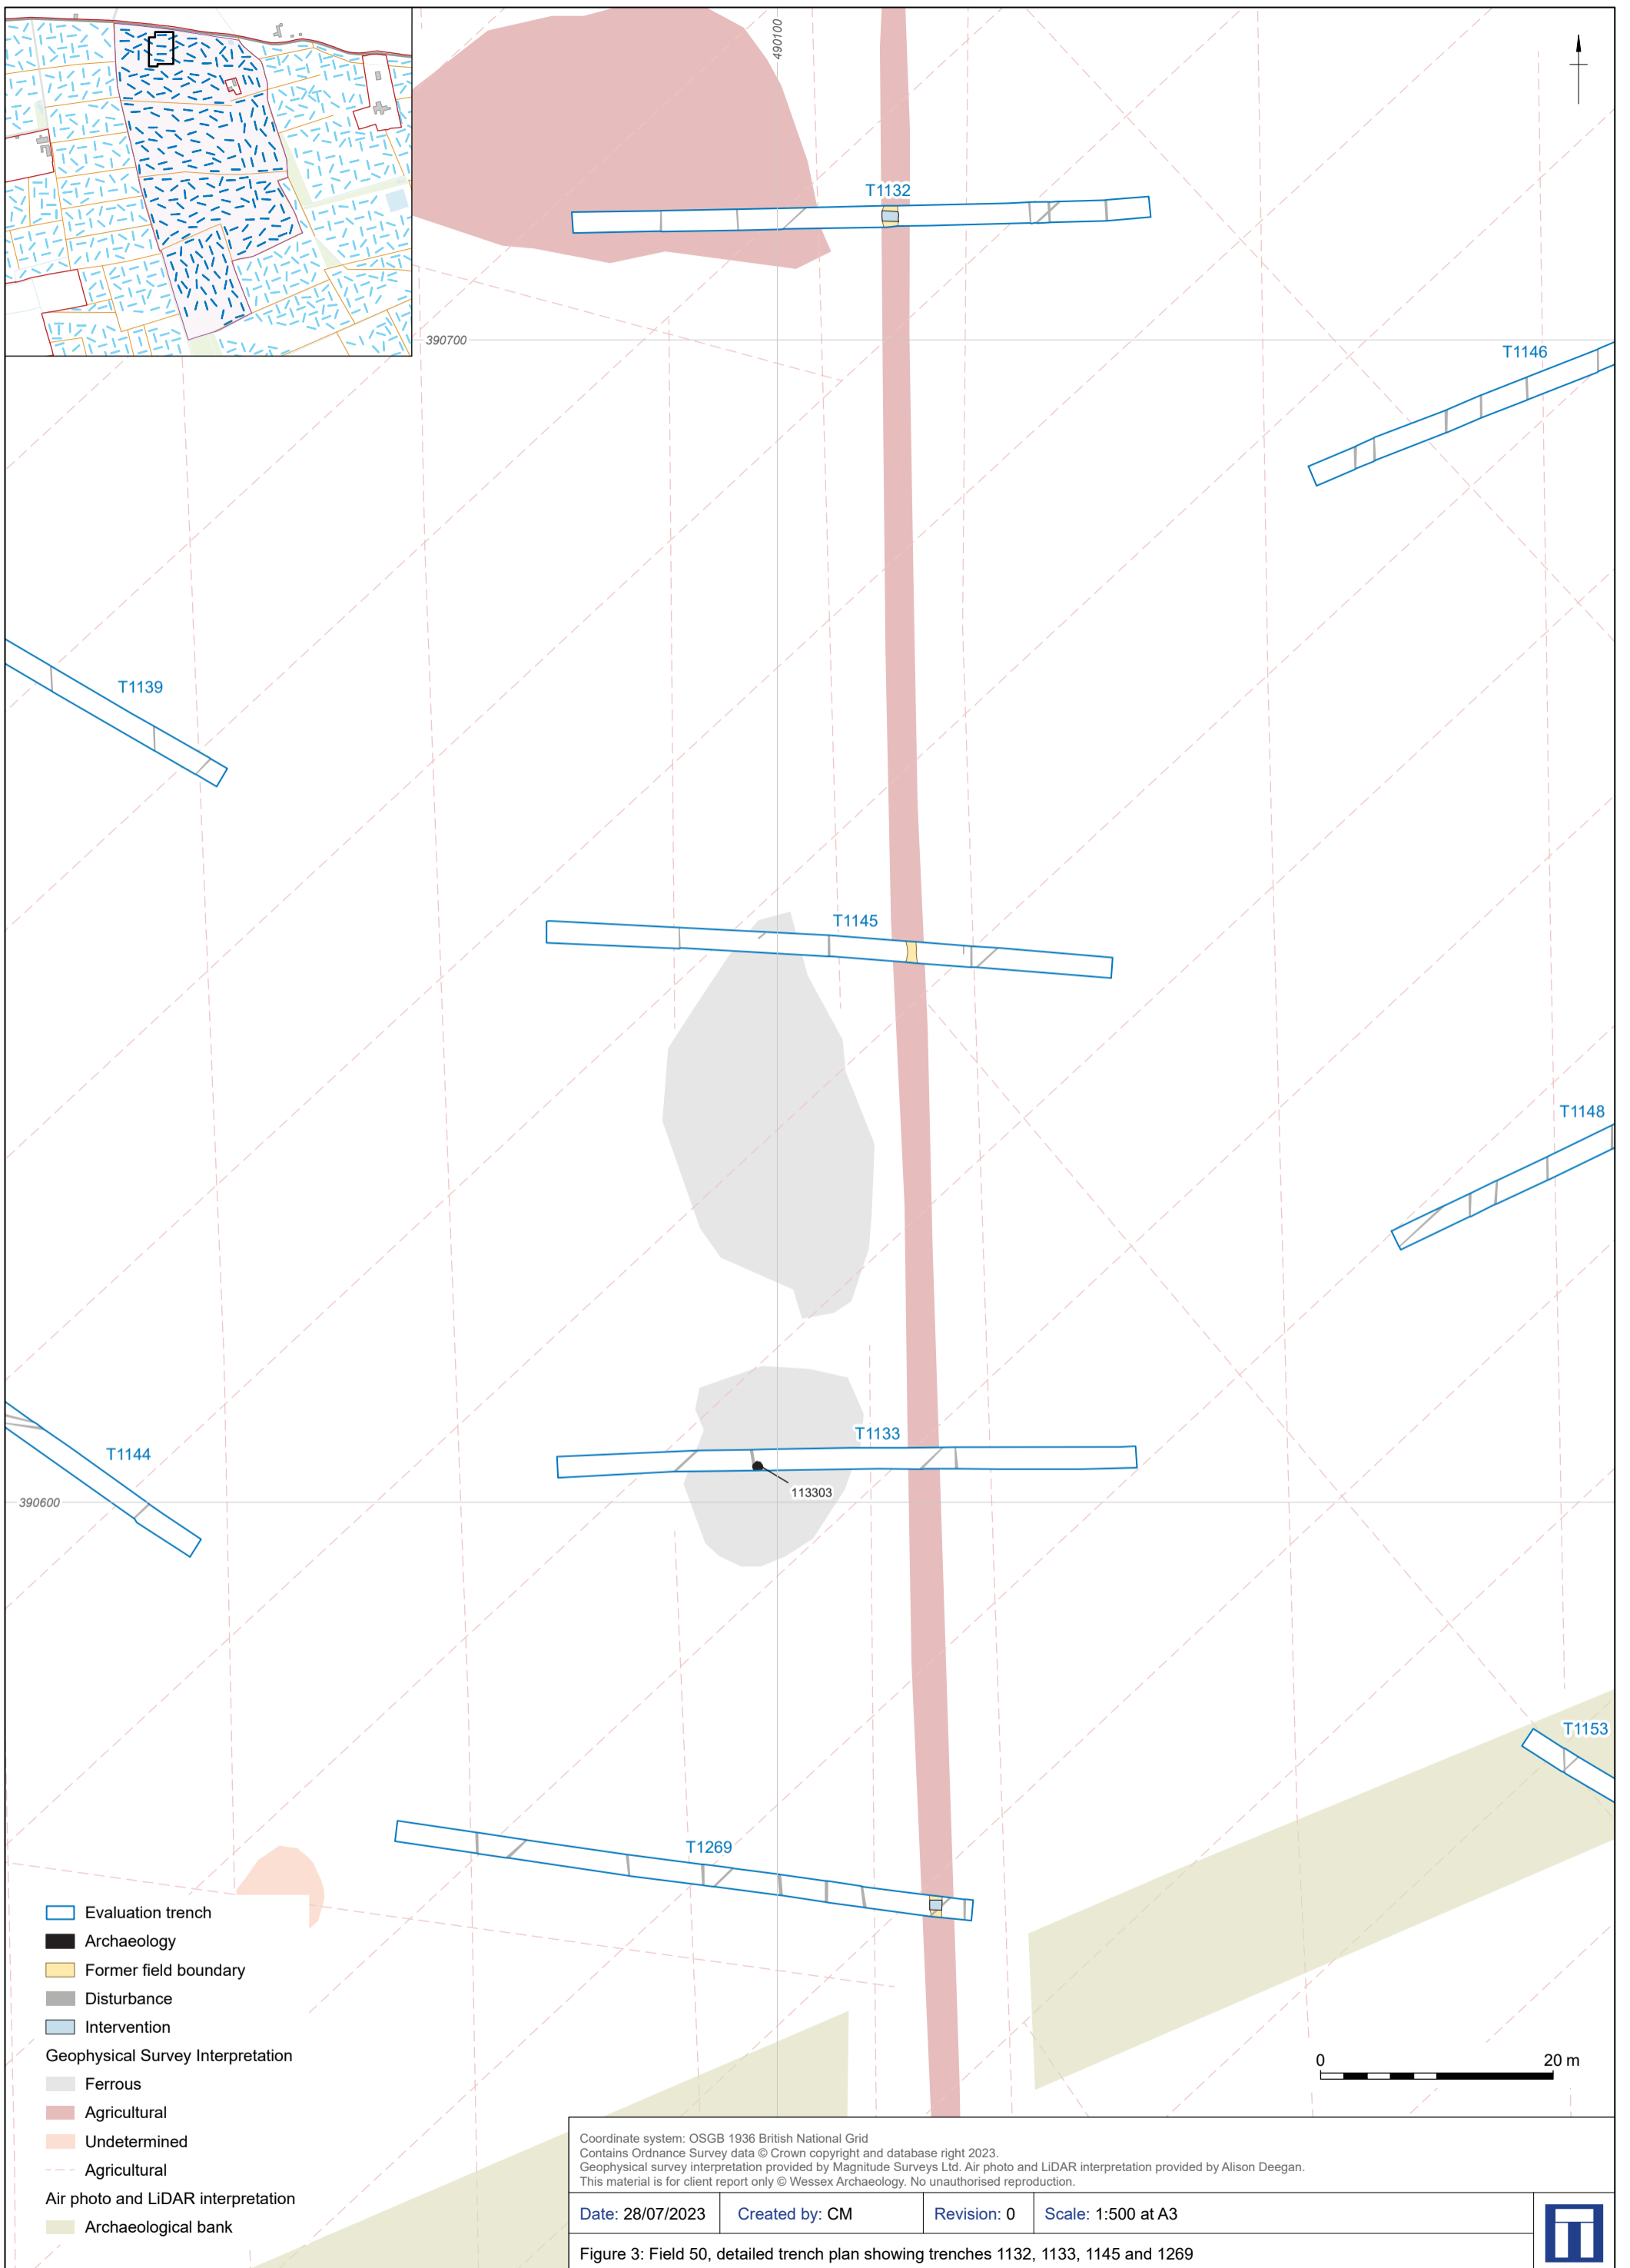 490100
T1132
390700
T1146
T1139
T1145
T1148
T1133
T1144
113303
390600
T1153
T1269
Evaluation trench
Archaeology
Former field boundary
Disturbance
Intervention
Geophysical Survey Interpretation
Ferrous
Agricultural
Undetermined
Agricultural
Air photo and LiDAR interpretation
Archaeological bank
0 20 m
Coordinate system: OSGB 1936 British National Grid
Contains Ordnance Survey data © Crown copyright and database right 2023.
Geophysical survey interpretation provided by Magnitude Surveys Ltd. Air photo and LiDAR interpretation provided by Alison Deegan.
This material is for client report only © Wessex Archaeology. No unauthorised reproduction.
Date: 28/07/2023 Created by: CM Revision: 0 Scale: 1:500 at A3
Figure 3: Field 50, detailed trench plan showing trenches 1132, 1133, 1145 and 1269